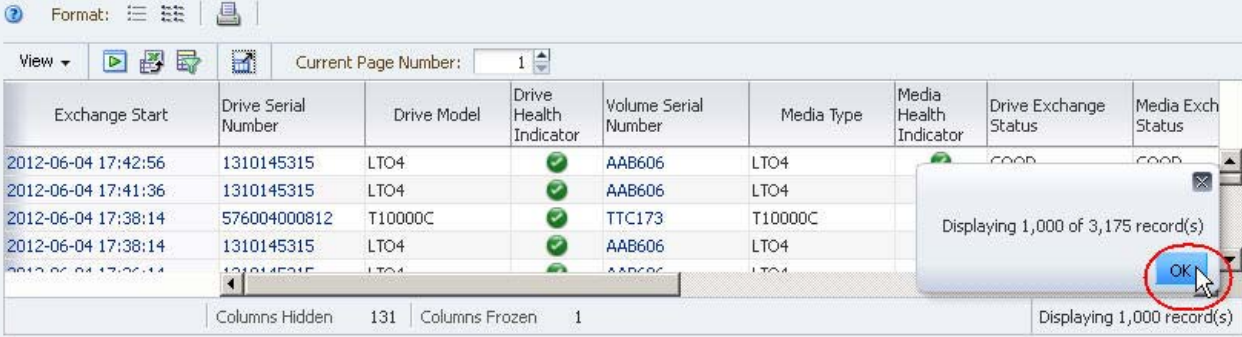 Format:
View
Current Page Number: 1
Exchange Start
Drive Serial Number
Drive Model
Drive Health Indicator
Volume Serial Number
Media Type
Media Health Indicator
Drive Exchange Status
Media Exch Status
2012-06-04 17:42:56 1310145315 LTO4 AAB606 LTO4 GOOD GOOD
2012-06-04 17:41:36 1310145315 LTO4 AAB606 LTO4
2012-06-04 17:38:14 576004000812 T10000C TTC173 T10000C
2012-06-04 17:38:14 1310145315 LTO4 AAB606 LTO4
Displaying 1,000 of 3,175 record(s)
OK
Columns Hidden 131 Columns Frozen 1
Displaying 1,000 record(s)